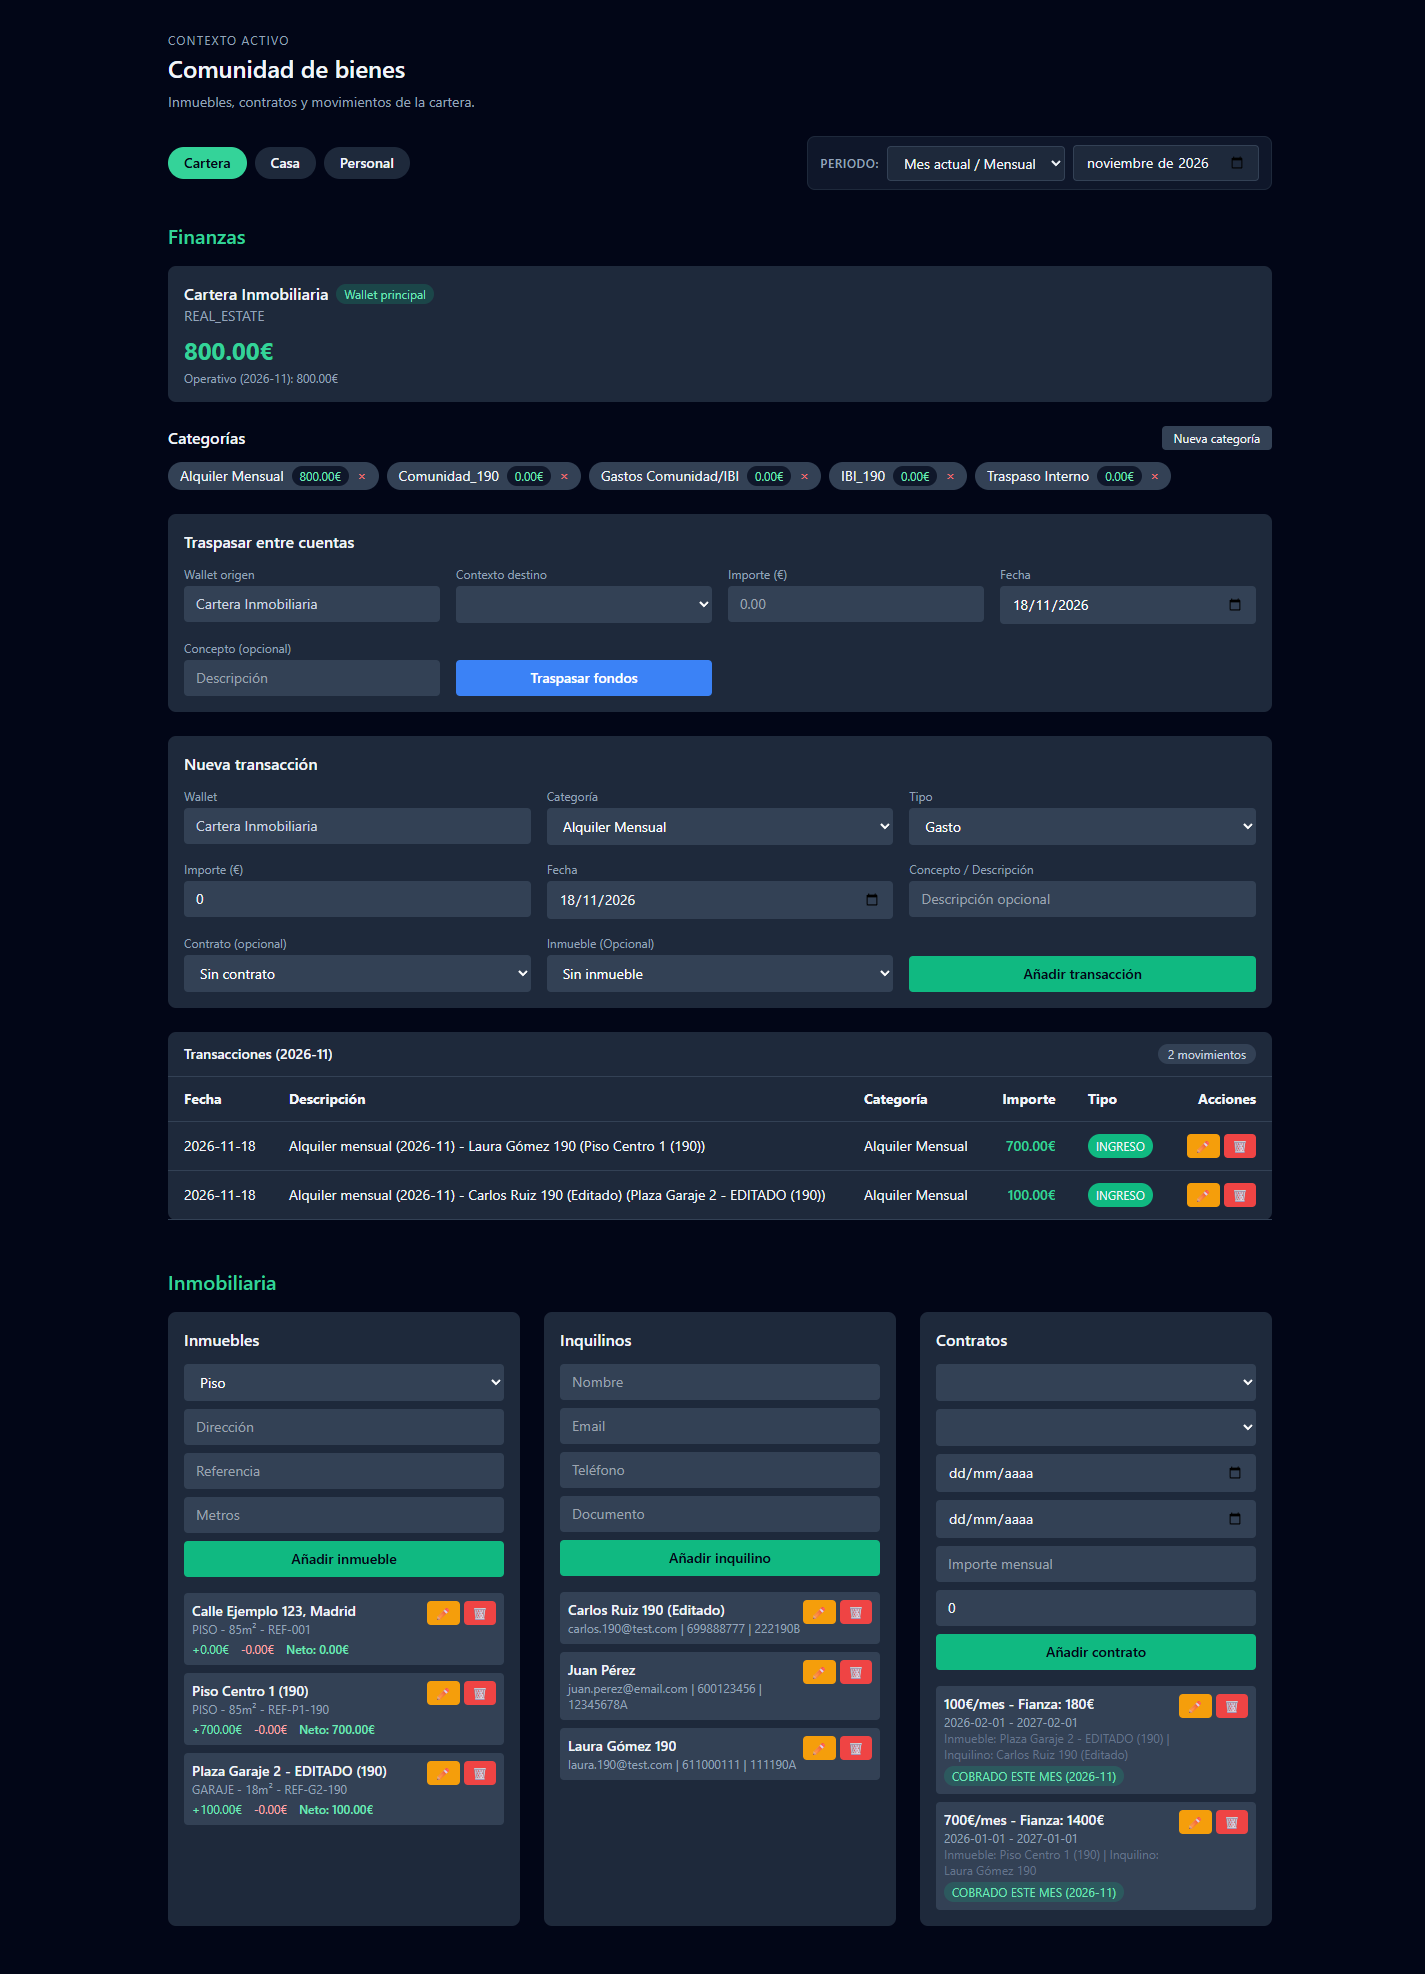 CONTEXTO ACTIVO
Comunidad de bienes
Inmuebles, contratos y movimientos de la cartera.
Cartera Casa Personal
PERIODO: Mes actual / Mensual noviembre de 2026
Finanzas
Cartera Inmobiliaria Wallet principal
REAL_ESTATE
800.00€
Operativo (2026-11): 800.00€
Categorías Nueva categoría
Alquiler Mensual 800.00€ × Comunidad_190 0.00€ × Gastos Comunidad/IBI 0.00€ × IBI_190 0.00€ × Traspaso Interno 0.00€ ×
Traspasar entre cuentas
Wallet origen Contexto destino Importe (€) Fecha
Cartera Inmobiliaria 0.00 18/11/2026
Concepto (opcional)
Descripción Traspasar fondos
Nueva transacción
Wallet Categoría Tipo
Cartera Inmobiliaria Alquiler Mensual Gasto
Importe (€) Fecha Concepto / Descripción
0 18/11/2026 Descripción opcional
Contrato (opcional) Inmueble (Opcional)
Sin contrato Sin inmueble Añadir transacción
Transacciones (2026-11) 2 movimientos
Fecha Descripción Categoría Importe Tipo Acciones
2026-11-18 Alquiler mensual (2026-11) - Laura Gómez 190 (Piso Centro 1 (190)) Alquiler Mensual 700.00€ INGRESO
2026-11-18 Alquiler mensual (2026-11) - Carlos Ruiz 190 (Editado) (Plaza Garaje 2 - EDITADO (190)) Alquiler Mensual 100.00€ INGRESO
Inmobiliaria
Inmuebles
Piso
Dirección
Referencia
Metros
Añadir inmueble
Calle Ejemplo 123, Madrid
PISO - 85m² - REF-001
+0.00€ -0.00€ Neto: 0.00€
Piso Centro 1 (190)
PISO - 85m² - REF-P1-190
+700.00€ -0.00€ Neto: 700.00€
Plaza Garaje 2 - EDITADO (190)
GARAJE - 18m² - REF-G2-190
+100.00€ -0.00€ Neto: 100.00€
Inquilinos
Nombre
Email
Teléfono
Documento
Añadir inquilino
Carlos Ruiz 190 (Editado)
carlos.190@test.com | 699888777 | 222190B
Juan Pérez
juan.perez@email.com | 600123456 |
12345678A
Laura Gómez 190
laura.190@test.com | 611000111 | 111190A
Contratos
dd/mm/aaaa
dd/mm/aaaa
Importe mensual
0
Añadir contrato
100€/mes - Fianza: 180€
2026-02-01 - 2027-02-01
Inmueble: Plaza Garaje 2 - EDITADO (190) |
Inquilino: Carlos Ruiz 190 (Editado)
COBRADO ESTE MES (2026-11)
700€/mes - Fianza: 1400€
2026-01-01 - 2027-01-01
Inmueble: Piso Centro 1 (190) | Inquilino:
Laura Gómez 190
COBRADO ESTE MES (2026-11)